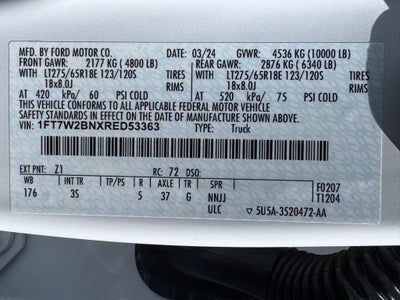 MFD. BY FORD MOTOR CO. 03/24 GVWR: 4536 KG (10000 LB)
FRONT GAWR: 2177 KG (4800 LB) REAR GAWR: 2876 KG (6340 LB)
WITH LT275/65R18E 123/120S TIRES WITH LT275/65R18E 123/120S TIRES
18x8.0J RIMS 18x8.0J RIMS
AT 420 kPa/ 60 PSI COLD AT 520 kPa/ 75 PSI COLD
THIS VEHICLE CONFORMS TO ALL APPLICABLE FEDERAL MOTOR VEHICLE
SAFETY STANDARDS IN EFFECT ON THE DATE OF MANUFACTURE SHOWN ABOVE.
VIN: 1FT7W2BNXRED53363 TYPE: Truck
EXT PNT: Z1 RC: 72 DSO:
WB INT TR TP/PS R AXLE TR SPR F0207
176 3S 5 37 G NNJJ T1204
ULC 5U5A-3520472-AA